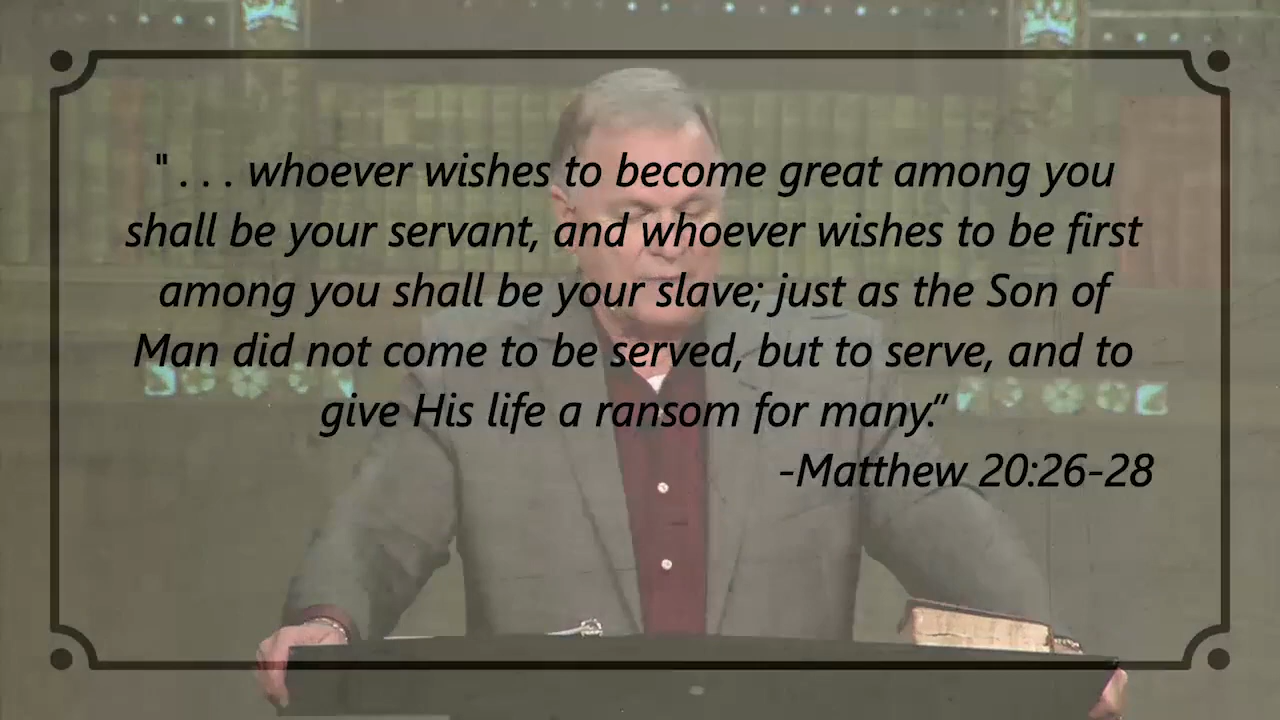 " . . . whoever wishes to become great among you
shall be your servant, and whoever wishes to be first
among you shall be your slave; just as the Son of
Man did not come to be served, but to serve, and to
give His life a ransom for many.”
-Matthew 20:26-28